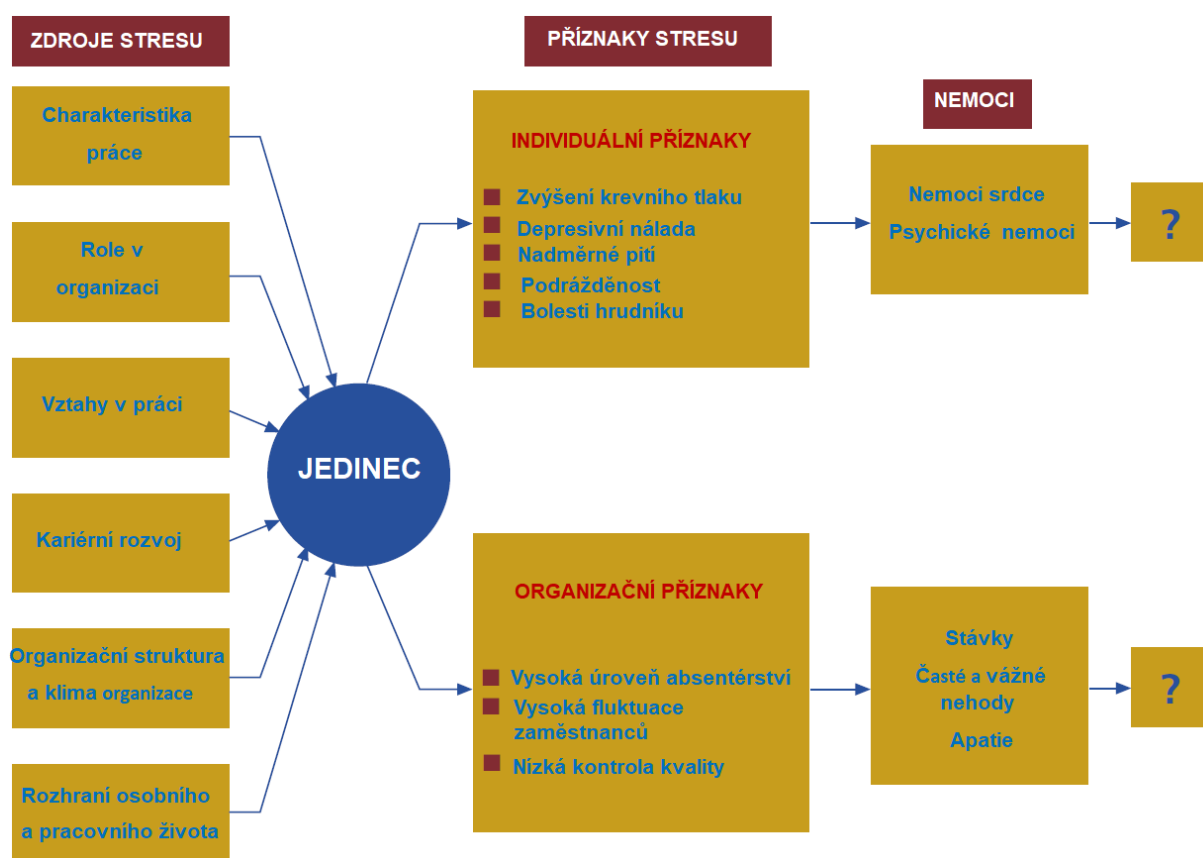 ZDROJE STRESU
Charakteristika
práce
Role v
organizaci
Vztahy v práci
Kariérní rozvoj
Organizační struktura
a klima organizace
Rozhraní osobního
a pracovního života
JEDINEC
PŘÍZNAKY STRESU
INDIVIDUÁLNÍ PŘÍZNAKY
Zvýšení krevního tlaku
Depresivní nálada
Nadměrné pití
Podrážděnost
Bolesti hrudníku
ORGANIZAČNÍ PŘÍZNAKY
Vysoká úroveň absentérství
Vysoká fluktuace
zaměstnanců
Nízká kontrola kvality
NEMOCI
Nemoci srdce
Psychické nemoci
?
Stávky
Časté a vážné
nehody
Apatie
?